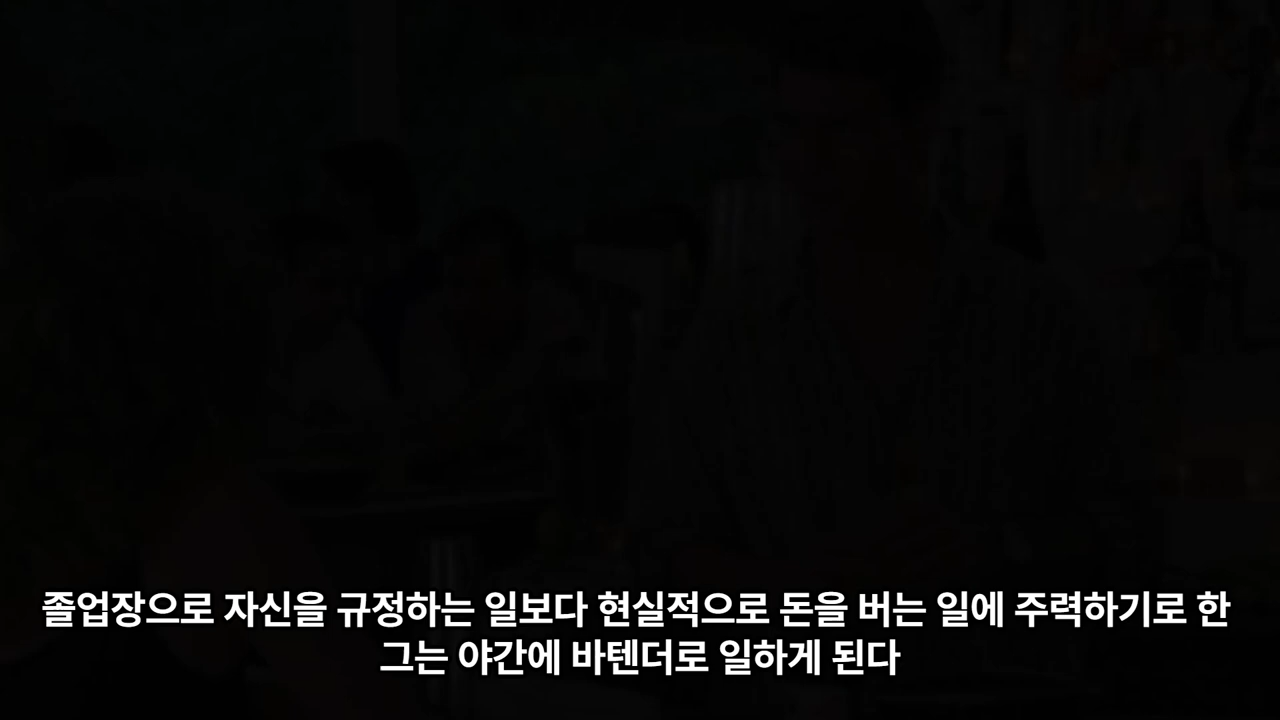 졸업장으로 자신을 규정하는 일보다 현실적으로 돈을 버는 일에 주력하기로 한
그는 야간에 바텐더로 일하게 된다